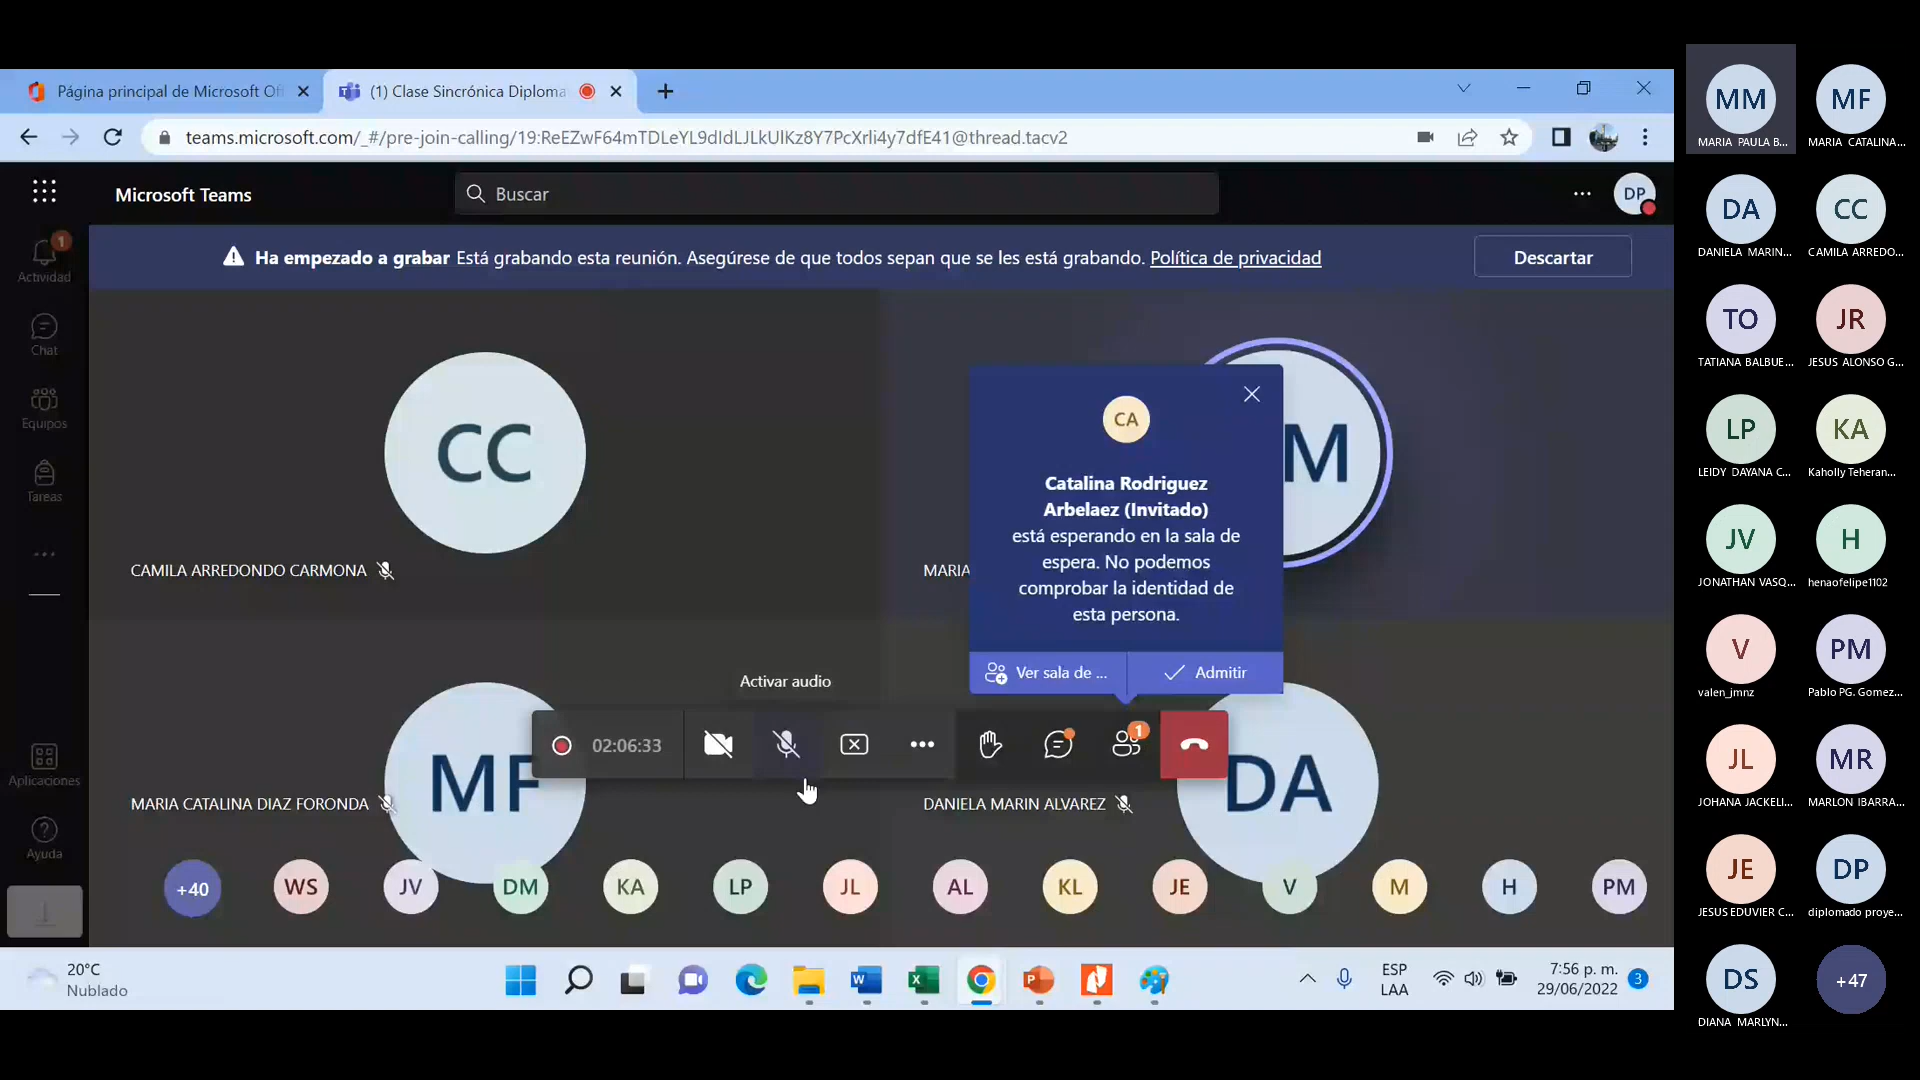 Página principal de Microsoft Of
(1) Clase Sincrónica Diploma
teams.microsoft.com/_#/pre-join-calling/19:ReEZwF64mTDLeYL9dIdLJLkUlKz8Y7PcXrli4y7dfE41@thread.tacv2
Microsoft Teams
Buscar
DP
1
Actividad
Chat
Equipos
Tareas
Aplicaciones
Ayuda
Ha empezado a grabar Está grabando esta reunión. Asegúrese de que todos sepan que se les está grabando. Política de privacidad
Descartar
CC
CAMILA ARREDONDO CARMONA
M
MARIA
CA
Catalina Rodriguez
Arbelaez (Invitado)
está esperando en la sala de
espera. No podemos
comprobar la identidad de
esta persona.
Ver sala de ...
Admitir
Activar audio
02:06:33
1
MF
MARIA CATALINA DIAZ FORONDA
DA
DANIELA MARIN ALVAREZ
+40
WS
JV
DM
KA
LP
JL
AL
KL
JE
V
M
H
PM
20°C
Nublado
ESP
LAA
7:56 p. m.
29/06/2022
3
MM
MARIA PAULA B...
MF
MARIA CATALINA...
DA
DANIELA MARIN...
CC
CAMILA ARREDO...
TO
TATIANA BALBUE...
JR
JESUS ALONSO G...
LP
LEIDY DAYANA C...
KA
Kaholly Teheran...
JV
JONATHAN VASQ...
H
henaofelipe1102
V
valen_jmnz
PM
Pablo PG. Gomez...
JL
JOHANA JACKELI...
MR
MARLON IBARRA...
JE
JESUS EDUVIER C...
DP
diplomado proye...
DS
DIANA MARLYN...
+47